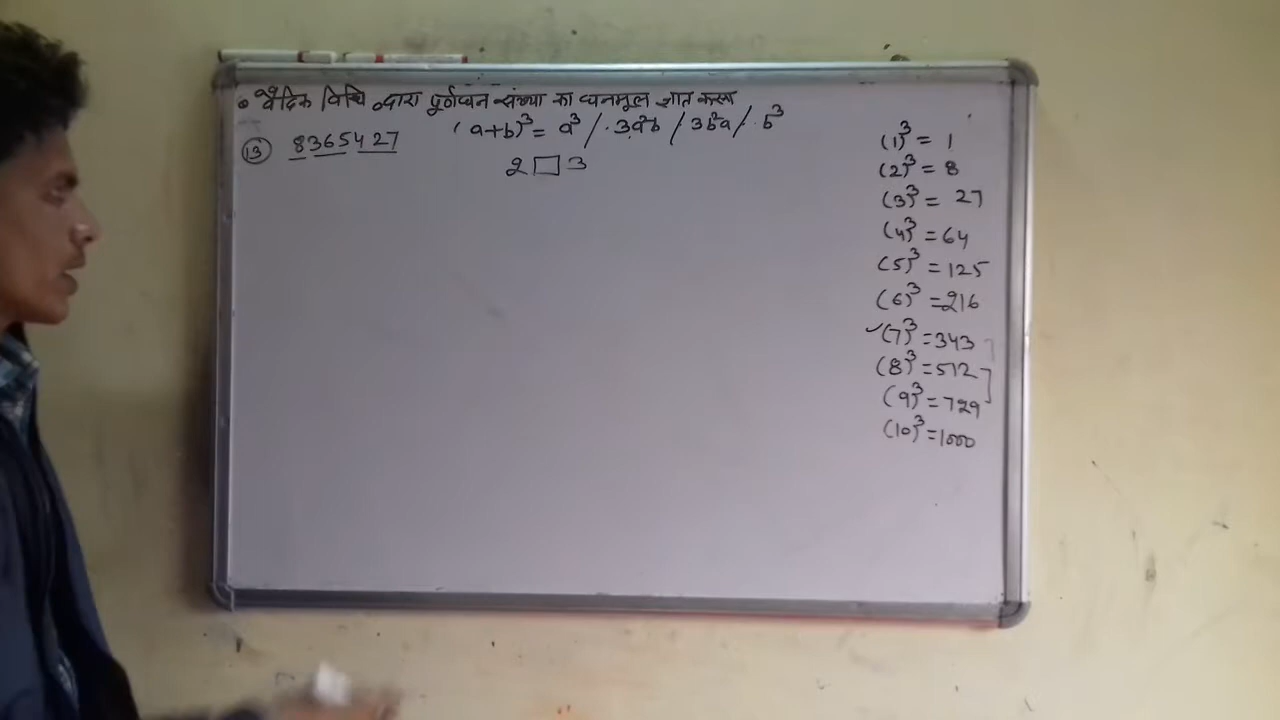 • वैदिक विधि द्वारा पूर्णघन संख्या का घनमूल ज्ञात करना
(a+b)³ = a³ / 3a²b / 3b²a / b³
(13) 8365427
2□3
(1)³ = 1
(2)³ = 8
(3)³ = 27
(4)³ = 64
(5)³ = 125
(6)³ = 216
✓(7)³ = 343
(8)³ = 512
(9)³ = 729
(10)³ = 1000